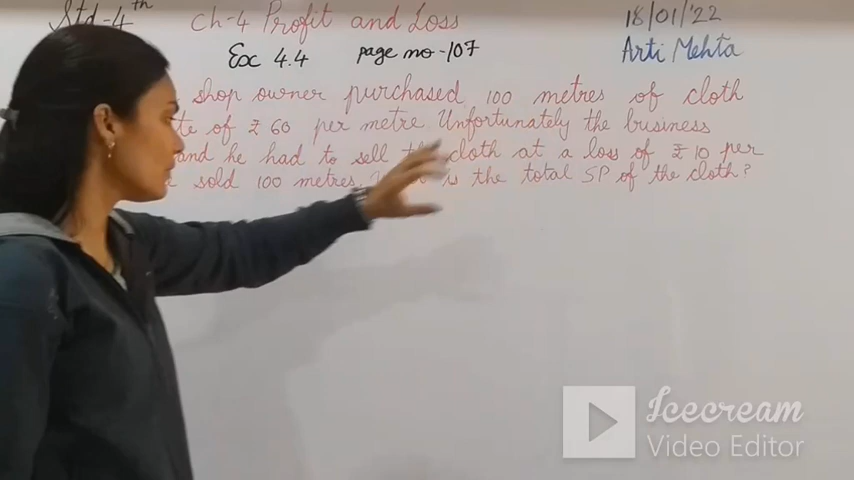 Std-4th Ch-4 Profit and Loss 18/01/'22
Exc 4.4 page no-107 Arti Mehta
shop owner purchased 100 metres of cloth
of ₹ 60 per metre. Unfortunately the business
and he had to sell the cloth at a loss of ₹ 10 per
sold 100 metres. is the total SP of the cloth?
Icecream
Video Editor